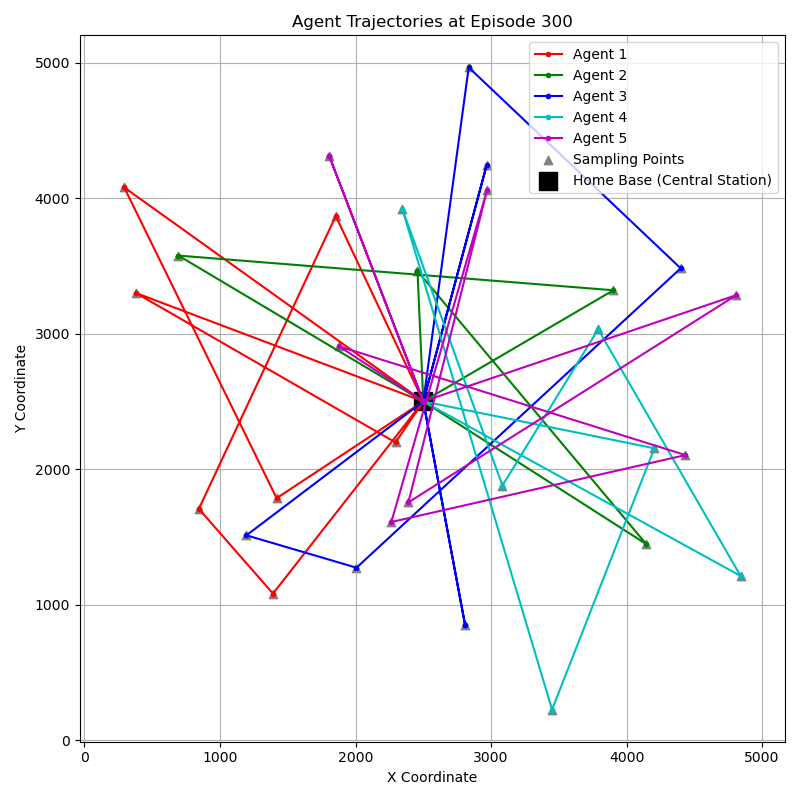 Agent Trajectories at Episode 300
Agent 1
Agent 2
Agent 3
Agent 4
Agent 5
Sampling Points
Home Base (Central Station)
Y Coordinate
5000
4000
3000
2000
1000
0
0 1000 2000 3000 4000 5000
X Coordinate